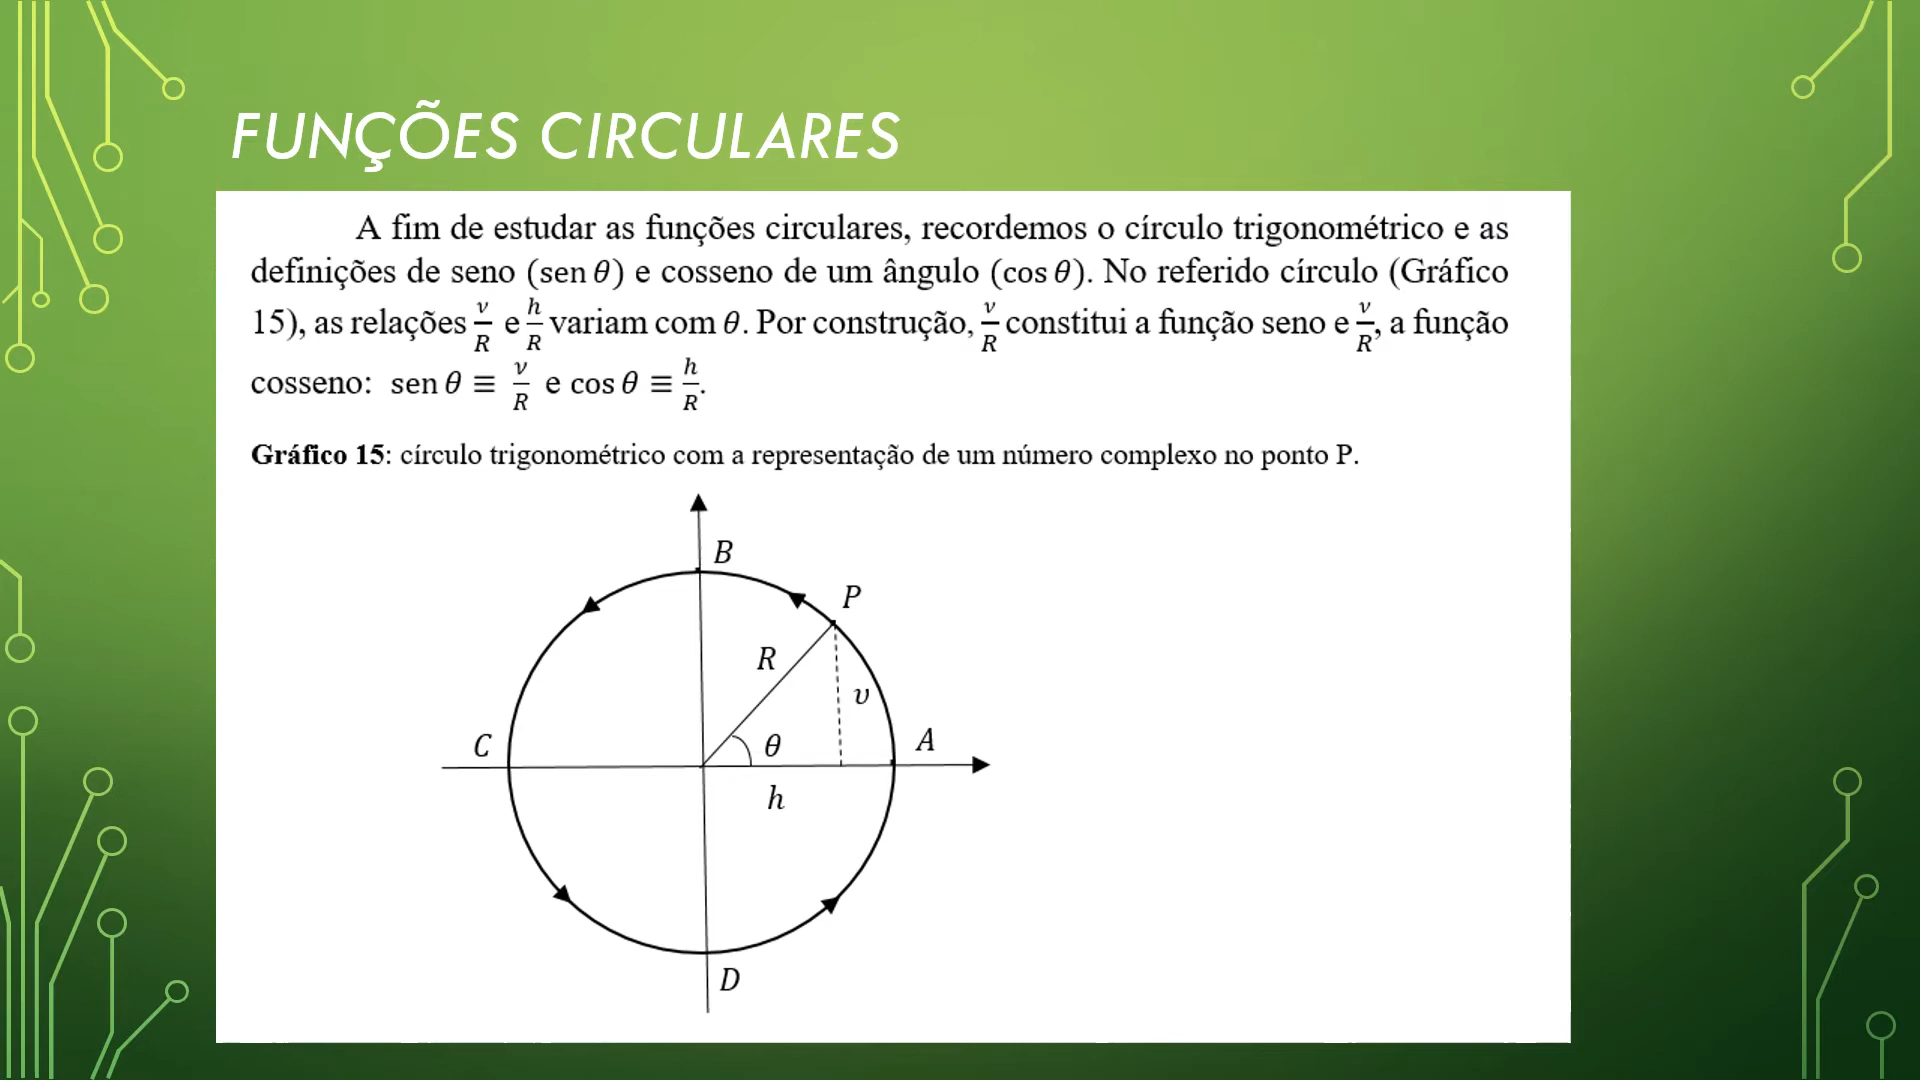 FUNÇÕES CIRCULARES
A fim de estudar as funções circulares, recordemos o círculo trigonométrico e as
definições de seno (sen θ) e cosseno de um ângulo (cos θ). No referido círculo (Gráfico
15), as relações v/R e h/R variam com θ. Por construção, v/R constitui a função seno e v/R, a função
cosseno: sen θ ≡ v/R e cos θ ≡ h/R.
Gráfico 15: círculo trigonométrico com a representação de um número complexo no ponto P.
B
P
R
υ
C
θ
A
h
D